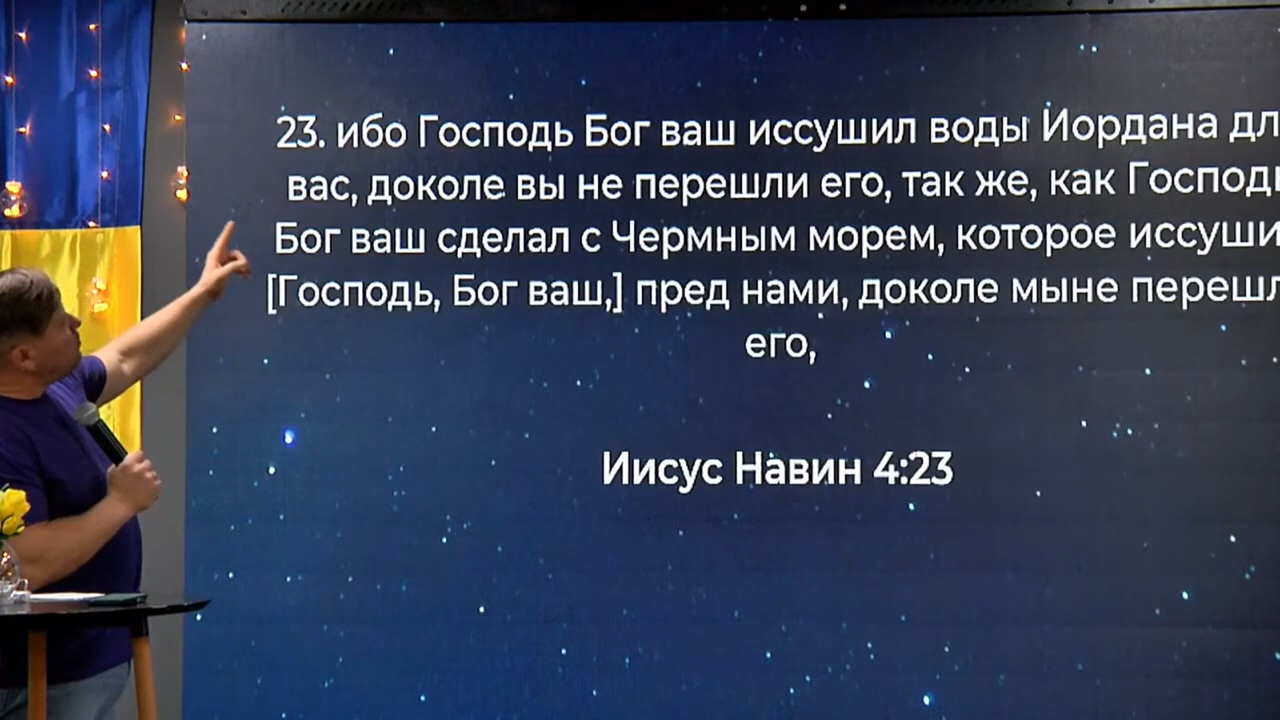 23. ибо Господь Бог ваш иссушил воды Иордана дл
вас, доколе вы не перешли его, так же, как Господь
Бог ваш сделал с Чермным морем, которое иссуши
[Господь, Бог ваш,] пред нами, доколе мыне перешл
его,
Иисус Навин 4:23